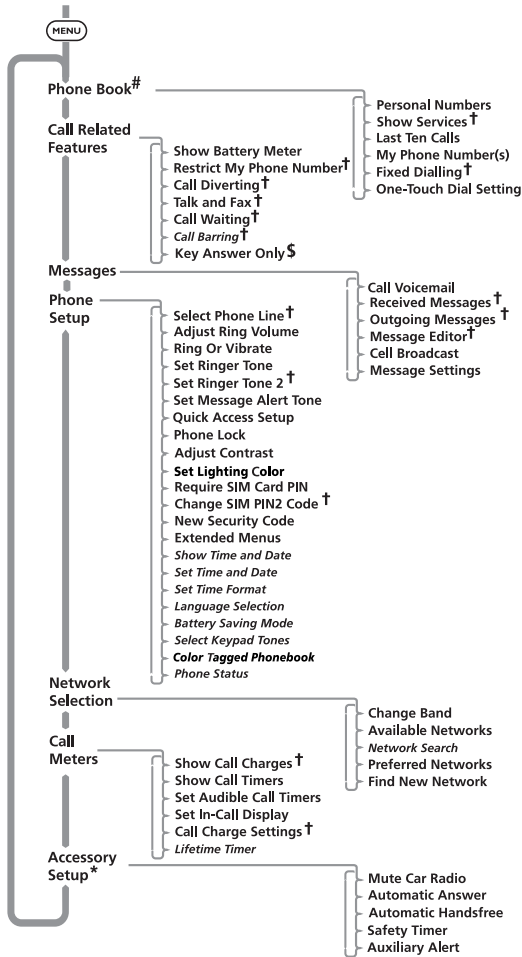 MENU
Phone Book#
Personal Numbers
Show Services†
Last Ten Calls
My Phone Number(s)
Fixed Dialling†
One-Touch Dial Setting
Call Related
Features
Show Battery Meter
Restrict My Phone Number†
Call Diverting†
Talk and Fax†
Call Waiting†
Call Barring†
Key Answer Only$
Messages
Call Voicemail
Received Messages†
Outgoing Messages †
Message Editor†
Cell Broadcast
Message Settings
Phone
Setup
Select Phone Line†
Adjust Ring Volume
Ring Or Vibrate
Set Ringer Tone
Set Ringer Tone 2 †
Set Message Alert Tone
Quick Access Setup
Phone Lock
Adjust Contrast
Set Lighting Color
Require SIM Card PIN
Change SIM PIN2 Code †
New Security Code
Extended Menus
Show Time and Date
Set Time and Date
Set Time Format
Language Selection
Battery Saving Mode
Select Keypad Tones
Color Tagged Phonebook
Phone Status
Network
Selection
Change Band
Available Networks
Network Search
Preferred Networks
Find New Network
Call
Meters
Show Call Charges†
Show Call Timers
Set Audible Call Timers
Set In-Call Display
Call Charge Settings†
Lifetime Timer
Accessory
Setup*
Mute Car Radio
Automatic Answer
Automatic Handsfree
Safety Timer
Auxiliary Alert